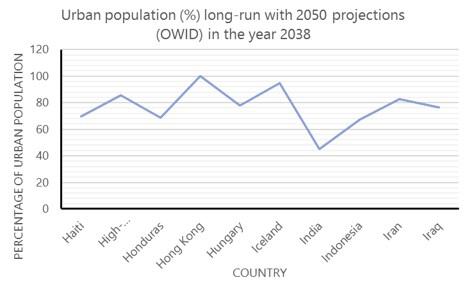 Urban population (%) long-run with 2050 projections
(OWID) in the year 2038
PERCENTAGE OF URBAN POPULATION
120
100
80
60
40
20
0
Haiti
High-...
Honduras
Hong Kong
Hungary
Iceland
India
Indonesia
Iran
Iraq
COUNTRY